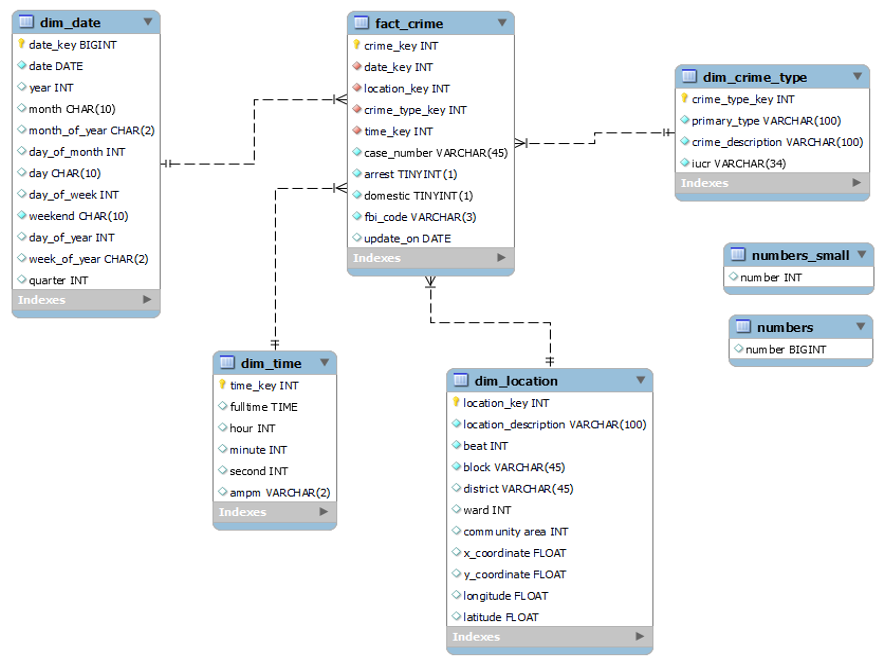 dim_date
date_key BIGINT
date DATE
year INT
month CHAR(10)
month_of_year CHAR(2)
day_of_month INT
day CHAR(10)
day_of_week INT
weekend CHAR(10)
day_of_year INT
week_of_year CHAR(2)
quarter INT
Indexes
fact_crime
crime_key INT
date_key INT
location_key INT
crime_type_key INT
time_key INT
case_number VARCHAR(45)
arrest TINYINT(1)
domestic TINYINT(1)
fbi_code VARCHAR(3)
update_on DATE
Indexes
dim_crime_type
crime_type_key INT
primary_type VARCHAR(100)
crime_description VARCHAR(100)
iucr VARCHAR(34)
Indexes
numbers_small
number INT
numbers
number BIGINT
dim_time
time_key INT
fulltime TIME
hour INT
minute INT
second INT
ampm VARCHAR(2)
Indexes
dim_location
location_key INT
location_description VARCHAR(100)
beat INT
block VARCHAR(45)
district VARCHAR(45)
ward INT
community area INT
x_coordinate FLOAT
y_coordinate FLOAT
longitude FLOAT
latitude FLOAT
Indexes